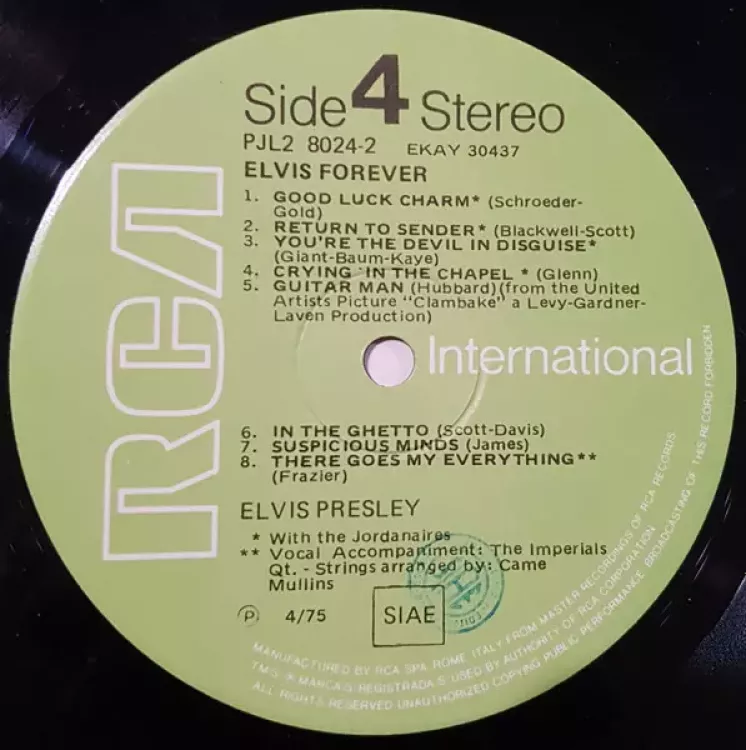 Side 4 Stereo
PJL2 8024-2 EKAY 30437
ELVIS FOREVER
1. GOOD LUCK CHARM* (Schroeder-
Gold)
2. RETURN TO SENDER* (Blackwell-Scott)
3. YOU'RE THE DEVIL IN DISGUISE*
(Giant-Baum-Kaye)
4. CRYING IN THE CHAPEL * (Glenn)
5. GUITAR MAN (Hubbard)(from the United
Artists Picture "Clambake" a Levy-Gardner-
Laven Production)
RCA
International
6. IN THE GHETTO (Scott-Davis)
7. SUSPICIOUS MINDS (James)
8. THERE GOES MY EVERYTHING**
(Frazier)
ELVIS PRESLEY
* With the Jordanaires
** Vocal Accompaniment: The Imperials
Qt. - Strings arranged by: Came
Mullins
P 4/75 SIAE
MANUFACTURED BY RCA SPA, ROME, ITALY, FROM MASTER RECORDINGS OF RCA RECORDS
TM(S) ® MARCA(S) REGISTRADA(S) USED BY AUTHORITY OF RCA CORPORATION
ALL RIGHTS RESERVED UNAUTHORIZED COPYING PUBLIC PERFORMANCE BROADCASTING OF THIS RECORD FORBIDDEN